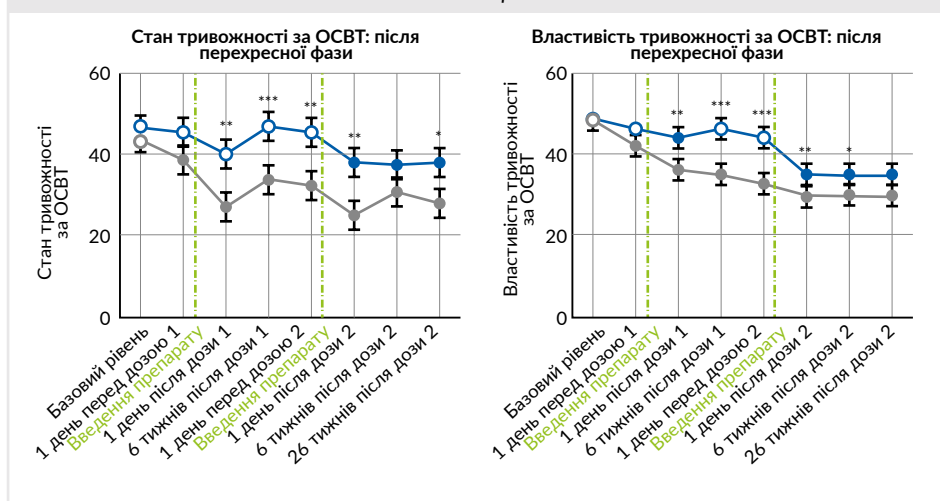 Стан тривожності за ОСВТ: після
перехресної фази
Стан тривожності
за ОСВТ
60
40
20
0
**
***
**
**
*
Базовий рівень
1 день перед дозою 1
Введення препарату
1 день після дози 1
6 тижнів після дози 1
1 день перед дозою 2
Введення препарату
1 день після дози 2
6 тижнів після дози 2
26 тижнів після дози 2
Властивість тривожності за ОСВТ: після
перехресної фази
Властивість тривожності
за ОСВТ
60
40
20
0
**
***
***
**
*
Базовий рівень
1 день перед дозою 1
Введення препарату
1 день після дози 1
6 тижнів після дози 1
1 день перед дозою 2
Введення препарату
1 день після дози 2
6 тижнів після дози 2
26 тижнів після дози 2